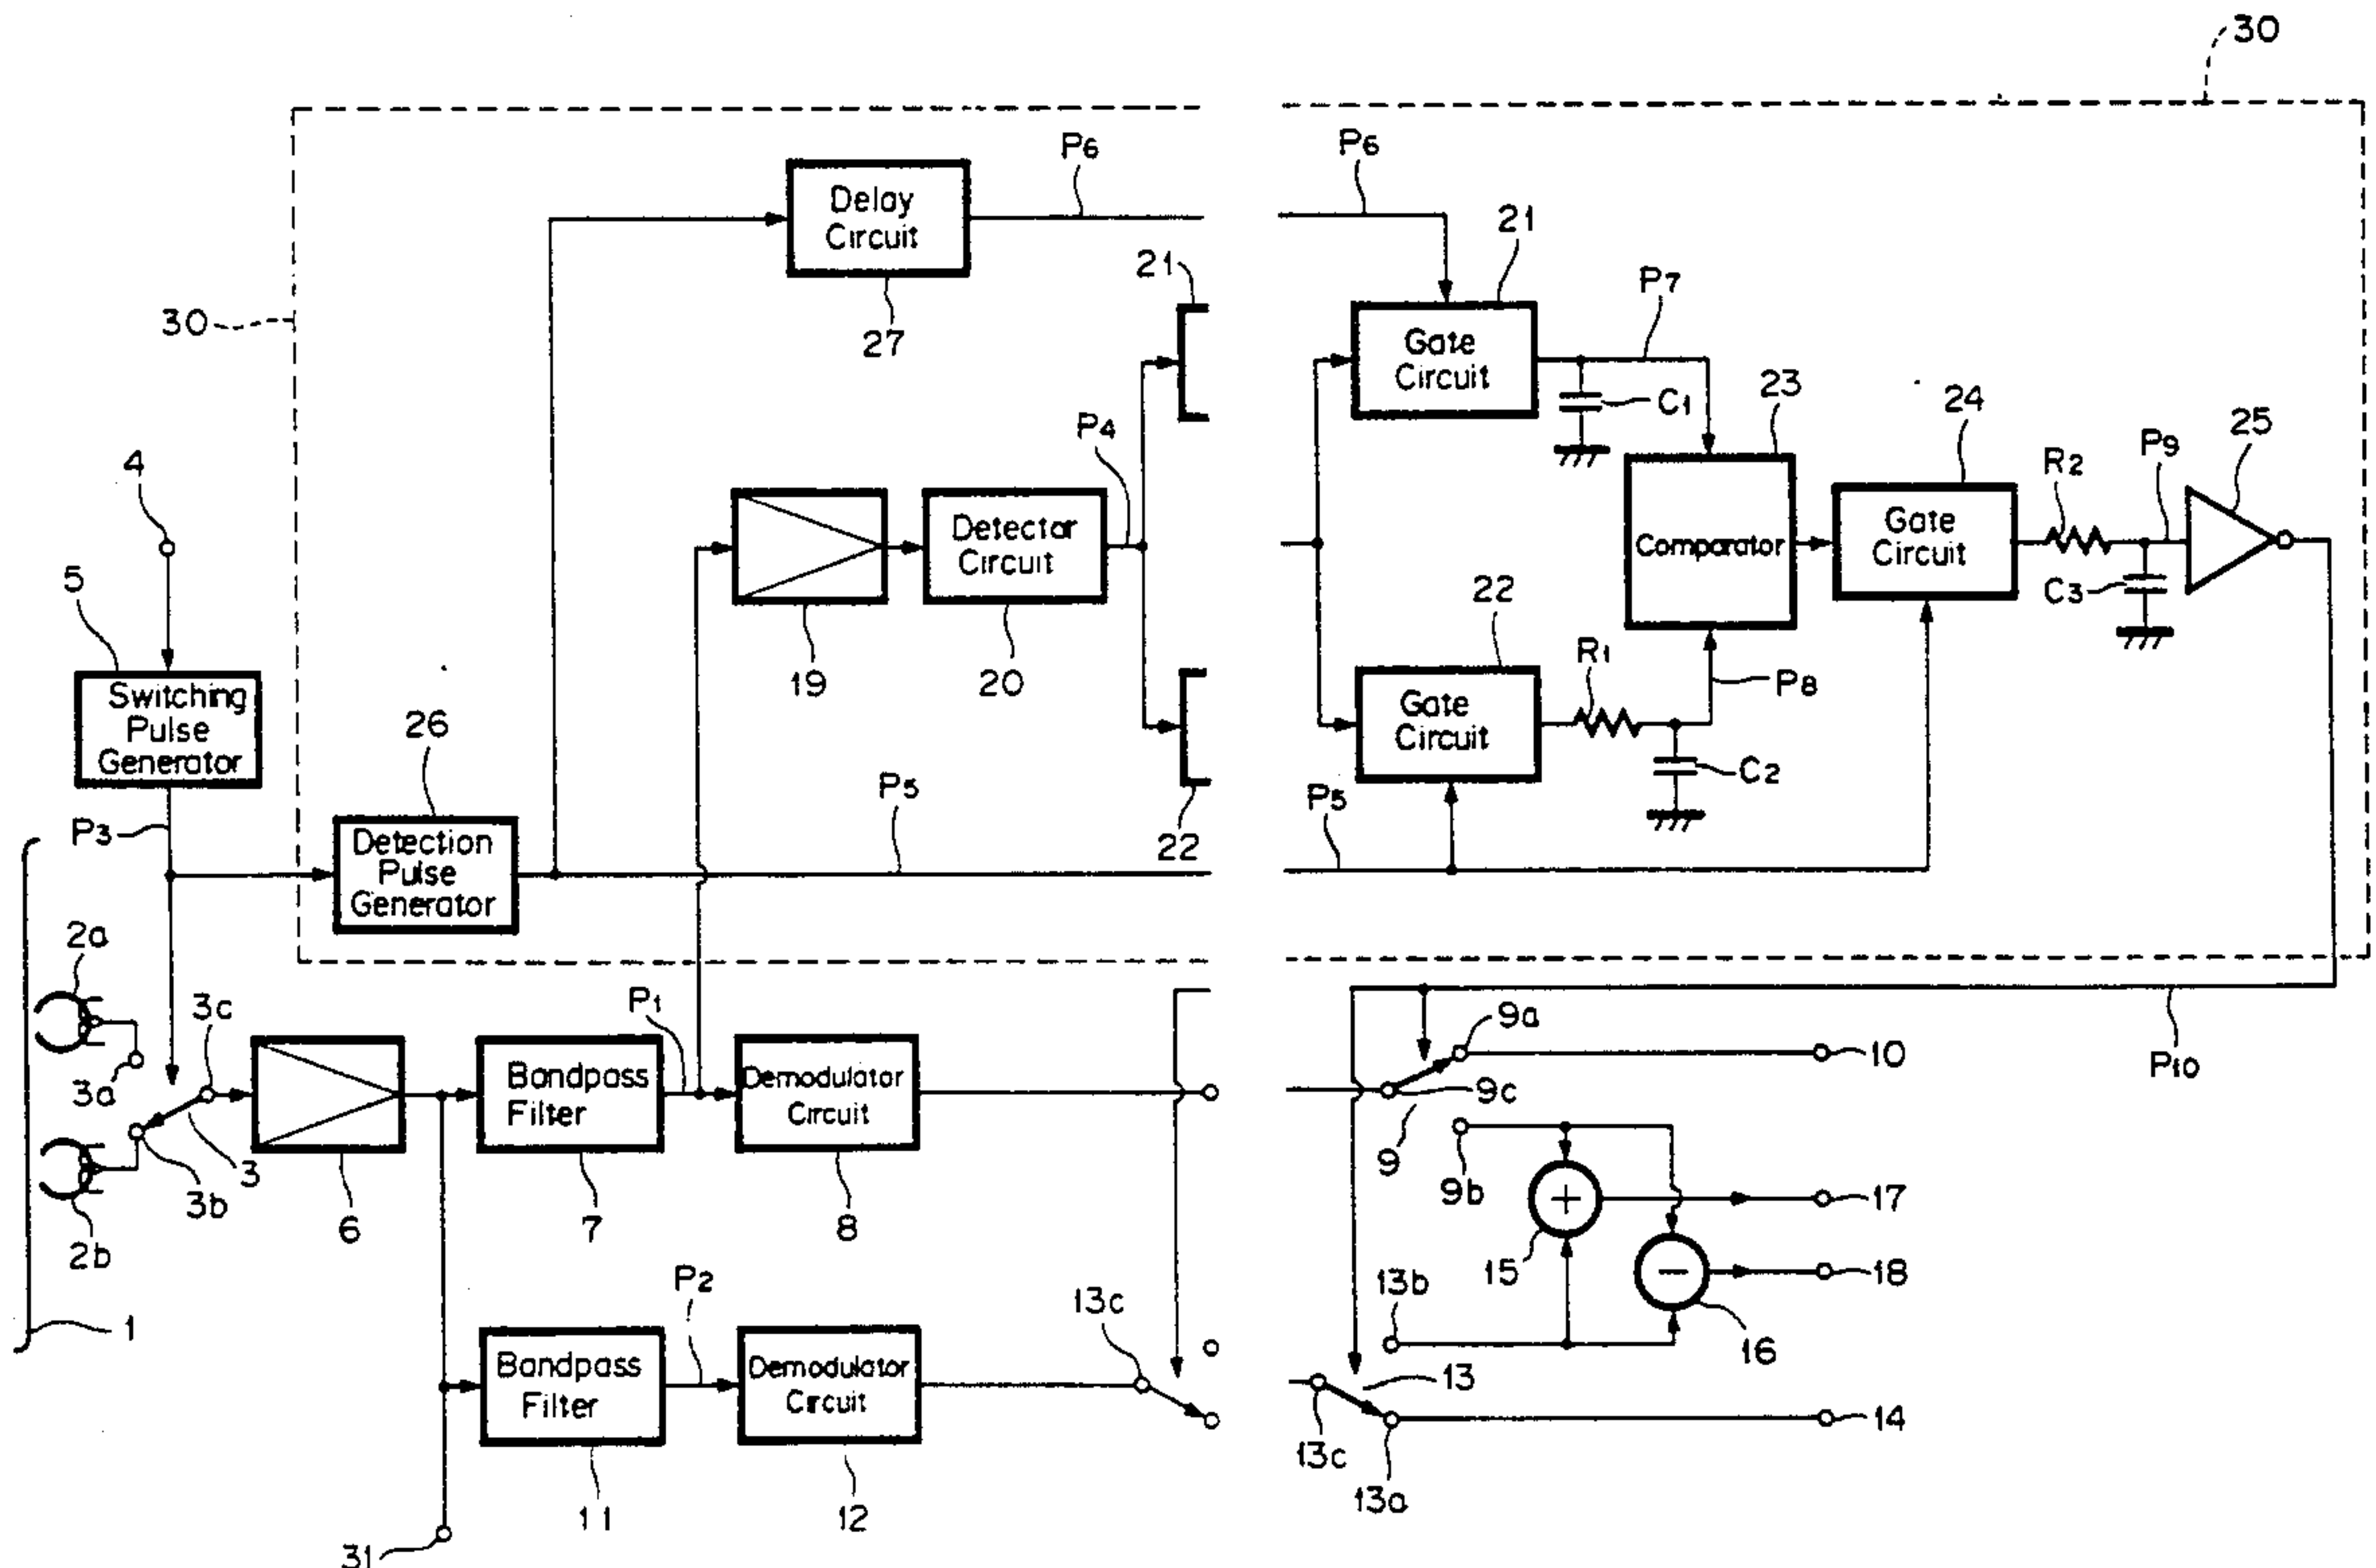 30
P6
P6
Delay
Circuit
27
21
21
P7
Gate
Circuit
C1
30
23
24
25
P4
P9
R2
4
Detector
Circuit
19
20
Comparator
Gate
Circuit
C3
5
Switching
Pulse
Generator
22
R1
P8
Gate
Circuit
C2
26
P5
P5
22
P3
Detection
Pulse
Generator
2a
3c
P1
9a
10
P10
3a
Bandpass
Filter
Demodulator
Circuit
9c
9
3
3b
9b
17
2b
6
7
8
15
18
P2
13c
13b
16
1
Bandpass
Filter
Demodulator
Circuit
13
14
13c
13a
11
12
31